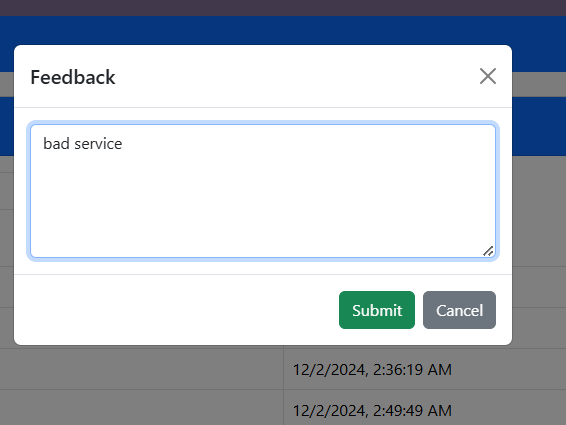 Feedback
bad service
Submit Cancel
12/2/2024, 2:36:19 AM
12/2/2024, 2:49:49 AM